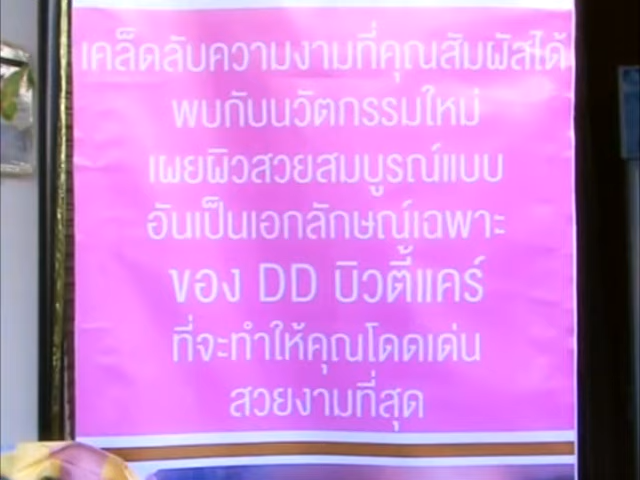 เคล็ดลับความงามที่คุณสัมผัสได้
พบกับนวัตกรรมใหม่
เผยผิวสวยสมบูรณ์แบบ
อันเป็นเอกลักษณ์เฉพาะ
ของ DD บิวตี้แคร์
ที่จะทำให้คุณโดดเด่น
สวยงามที่สุด